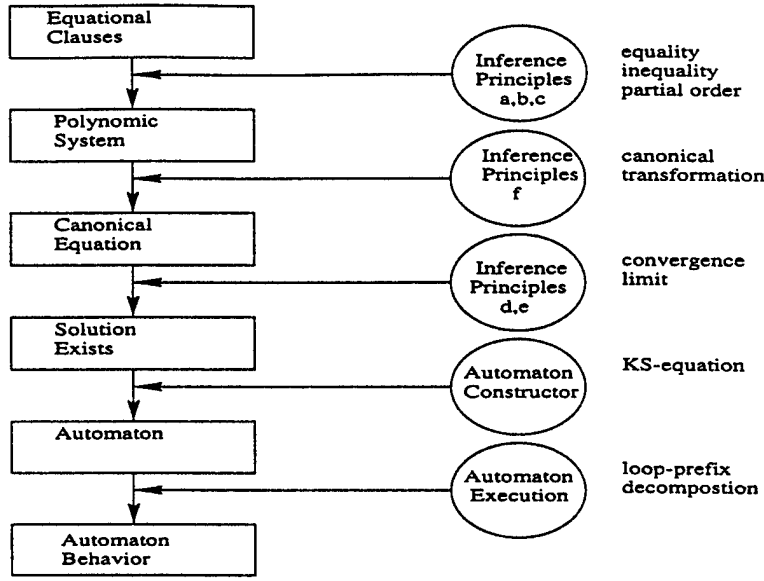 Equational
Clauses
Inference
Principles
a,b,c
equality
inequality
partial order
Polynomic
System
Inference
Principles
f
canonical
transformation
Canonical
Equation
Inference
Principles
d,e
convergence
limit
Solution
Exists
Automaton
Constructor
KS-equation
Automaton
Automaton
Execution
loop-prefix
decompostion
Automaton
Behavior